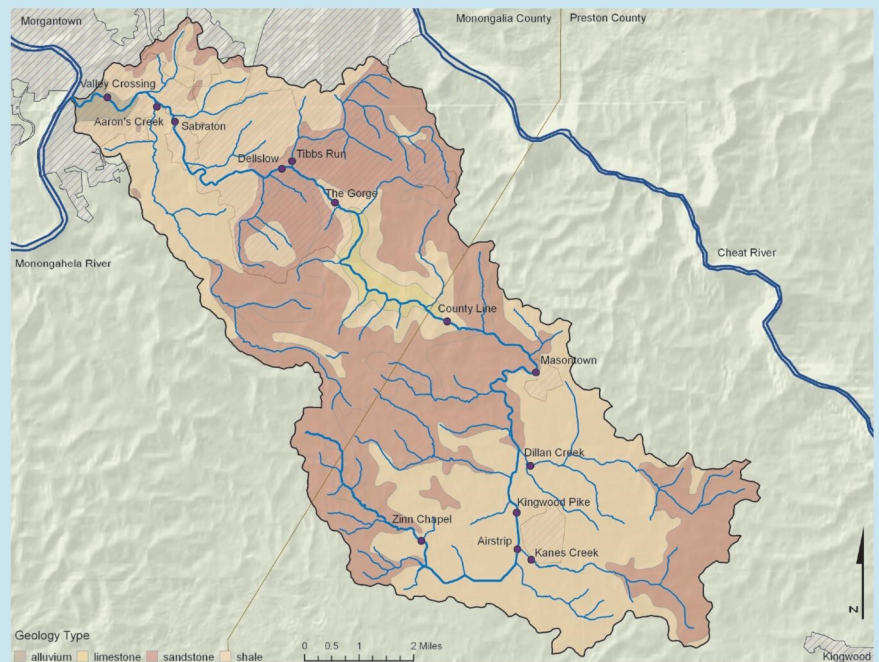 Morgantown
Monongalia County
Preston County
Valley Crossing
Aaron's Creek
Sabraton
Dellslow
Tibbs Run
The Gorge
Monongahela River
Cheat River
County Line
Masontown
Dillan Creek
Kingwood Pike
Zinn Chapel
Airstrip
Kanes Creek
N
Geology Type
alluvium limestone sandstone shale
0 0.5 1 2 Miles
Kingwood